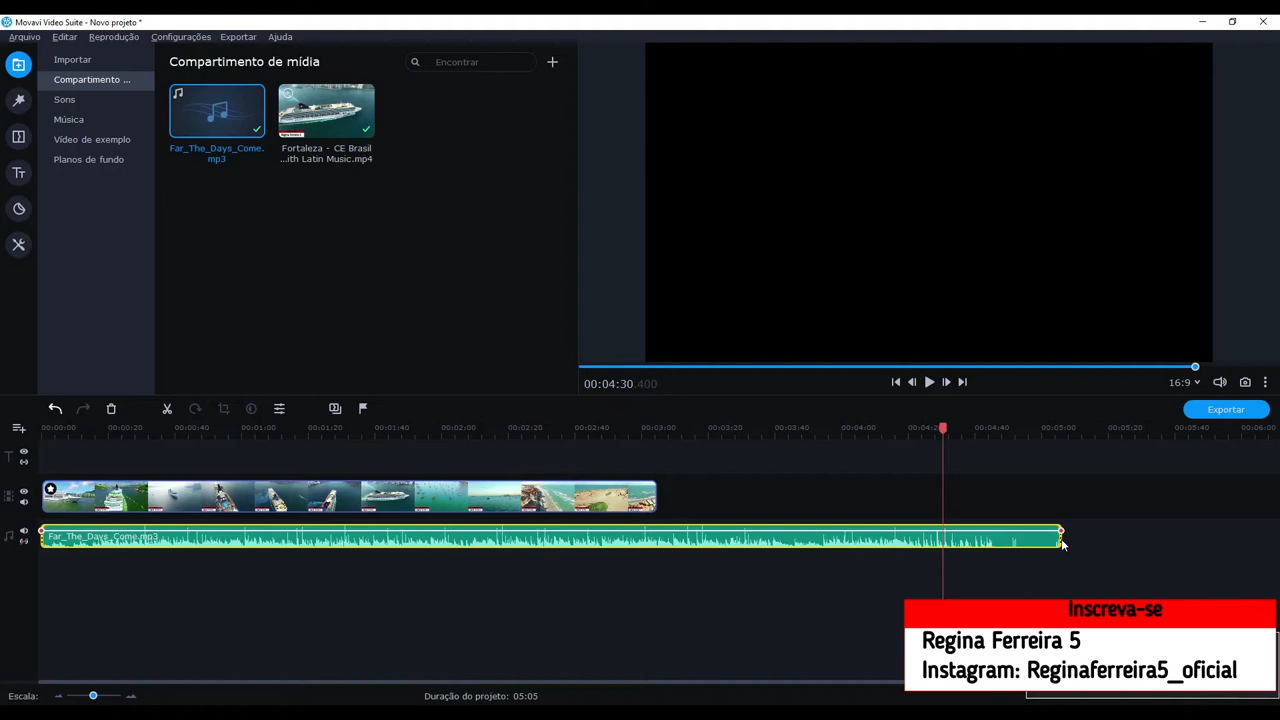 Movavi Video Suite - Novo projeto *
Arquivo Editar Reprodução Configurações Exportar Ajuda
Importar
Compartimento ...
Sons
Música
Vídeo de exemplo
Planos de fundo
Compartimento de mídia
Encontrar
Far_The_Days_Come.
mp3
Fortaleza - CE Brasil
...ith Latin Music.mp4
00:04:30.400
16:9
Exportar
00:00:00 00:00:20 00:00:40 00:01:00 00:01:20 00:01:40 00:02:00 00:02:20 00:02:40 00:03:00 00:03:20 00:03:40 00:04:00 00:04:20 00:04:40 00:05:00 00:05:20 00:05:40 00:06:00
Far_The_Days_Come.mp3
Inscreva-se
Regina Ferreira 5
Instagram: Reginaferreira5_oficial
Escala:
Duração do projeto: 05:05